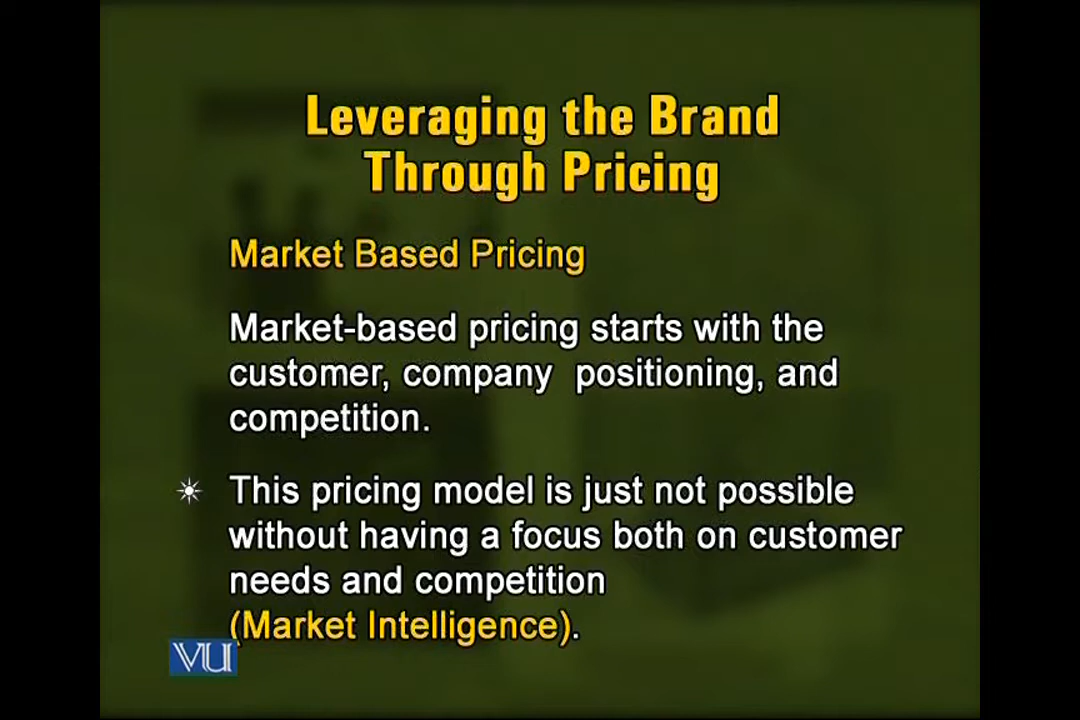 Leveraging the Brand
Through Pricing
Market Based Pricing
Market-based pricing starts with the
customer, company positioning, and
competition.
This pricing model is just not possible
without having a focus both on customer
needs and competition
(Market Intelligence).
VU